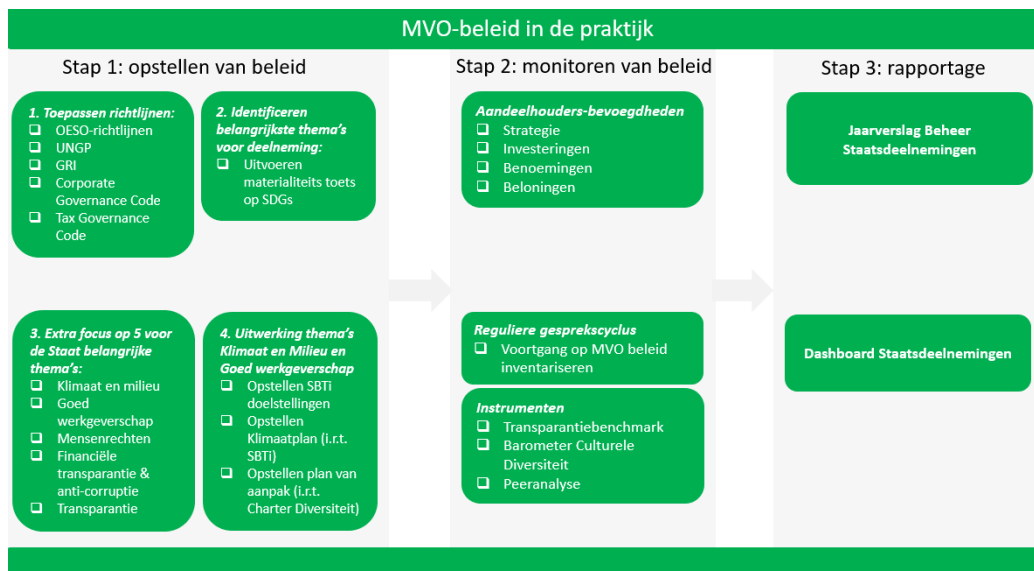 MVO-beleid in de praktijk
Stap 1: opstellen van beleid
1. Toepassen richtlijnen:
❑ OESO-richtlijnen
❑ UNGP
❑ GRI
❑ Corporate
Governance Code
❑ Tax Governance
Code
2. Identificeren
belangrijkste thema's
voor deelneming:
❑ Uitvoeren
materialiteits toets
op SDGs
3. Extra focus op 5 voor
de Staat belangrijke
thema's:
❑ Klimaat en milieu
❑ Goed
werkgeverschap
❑ Mensenrechten
❑ Financiële
transparantie &
anti-corruptie
❑ Transparantie
4. Uitwerking thema's
Klimaat en Milieu en
Goed werkgeverschap
❑ Opstellen SBTi
doelstellingen
❑ Opstellen
Klimaatplan (i.r.t.
SBTi)
❑ Opstellen plan van
aanpak (i.r.t.
Charter Diversiteit)
Stap 2: monitoren van beleid
Aandeelhouders-bevoegdheden
❑ Strategie
❑ Investeringen
❑ Benoemingen
❑ Beloningen
Reguliere gesprekscyclus
❑ Voortgang op MVO beleid
inventariseren
Instrumenten
❑ Transparantiebenchmark
❑ Barometer Culturele
Diversiteit
❑ Peeranalyse
Stap 3: rapportage
Jaarverslag Beheer
Staatsdeelnemingen
Dashboard Staatsdeelnemingen